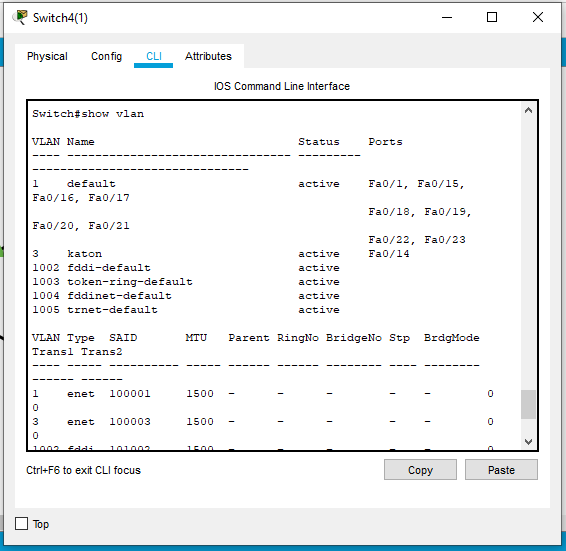 Switch4(1)
Physical Config CLI Attributes
IOS Command Line Interface
Switch#show vlan
VLAN Name Status Ports
---- -------------------------------- ---------
-------------------------------
1 default active Fa0/1, Fa0/15,
Fa0/16, Fa0/17
Fa0/18, Fa0/19,
Fa0/20, Fa0/21
Fa0/22, Fa0/23
3 katon active Fa0/14
1002 fddi-default active
1003 token-ring-default active
1004 fddinet-default active
1005 trnet-default active
VLAN Type SAID MTU Parent RingNo BridgeNo Stp BrdgMode
Trans1 Trans2
---- ----- ---------- ----- ------ ------ -------- ---- --------
------ ------
1 enet 100001 1500 - - - - - 0
0
3 enet 100003 1500 - - - - - 0
0
1002 fddi 101002 1500 - - - - - 0
Ctrl+F6 to exit CLI focus
Copy Paste
Top